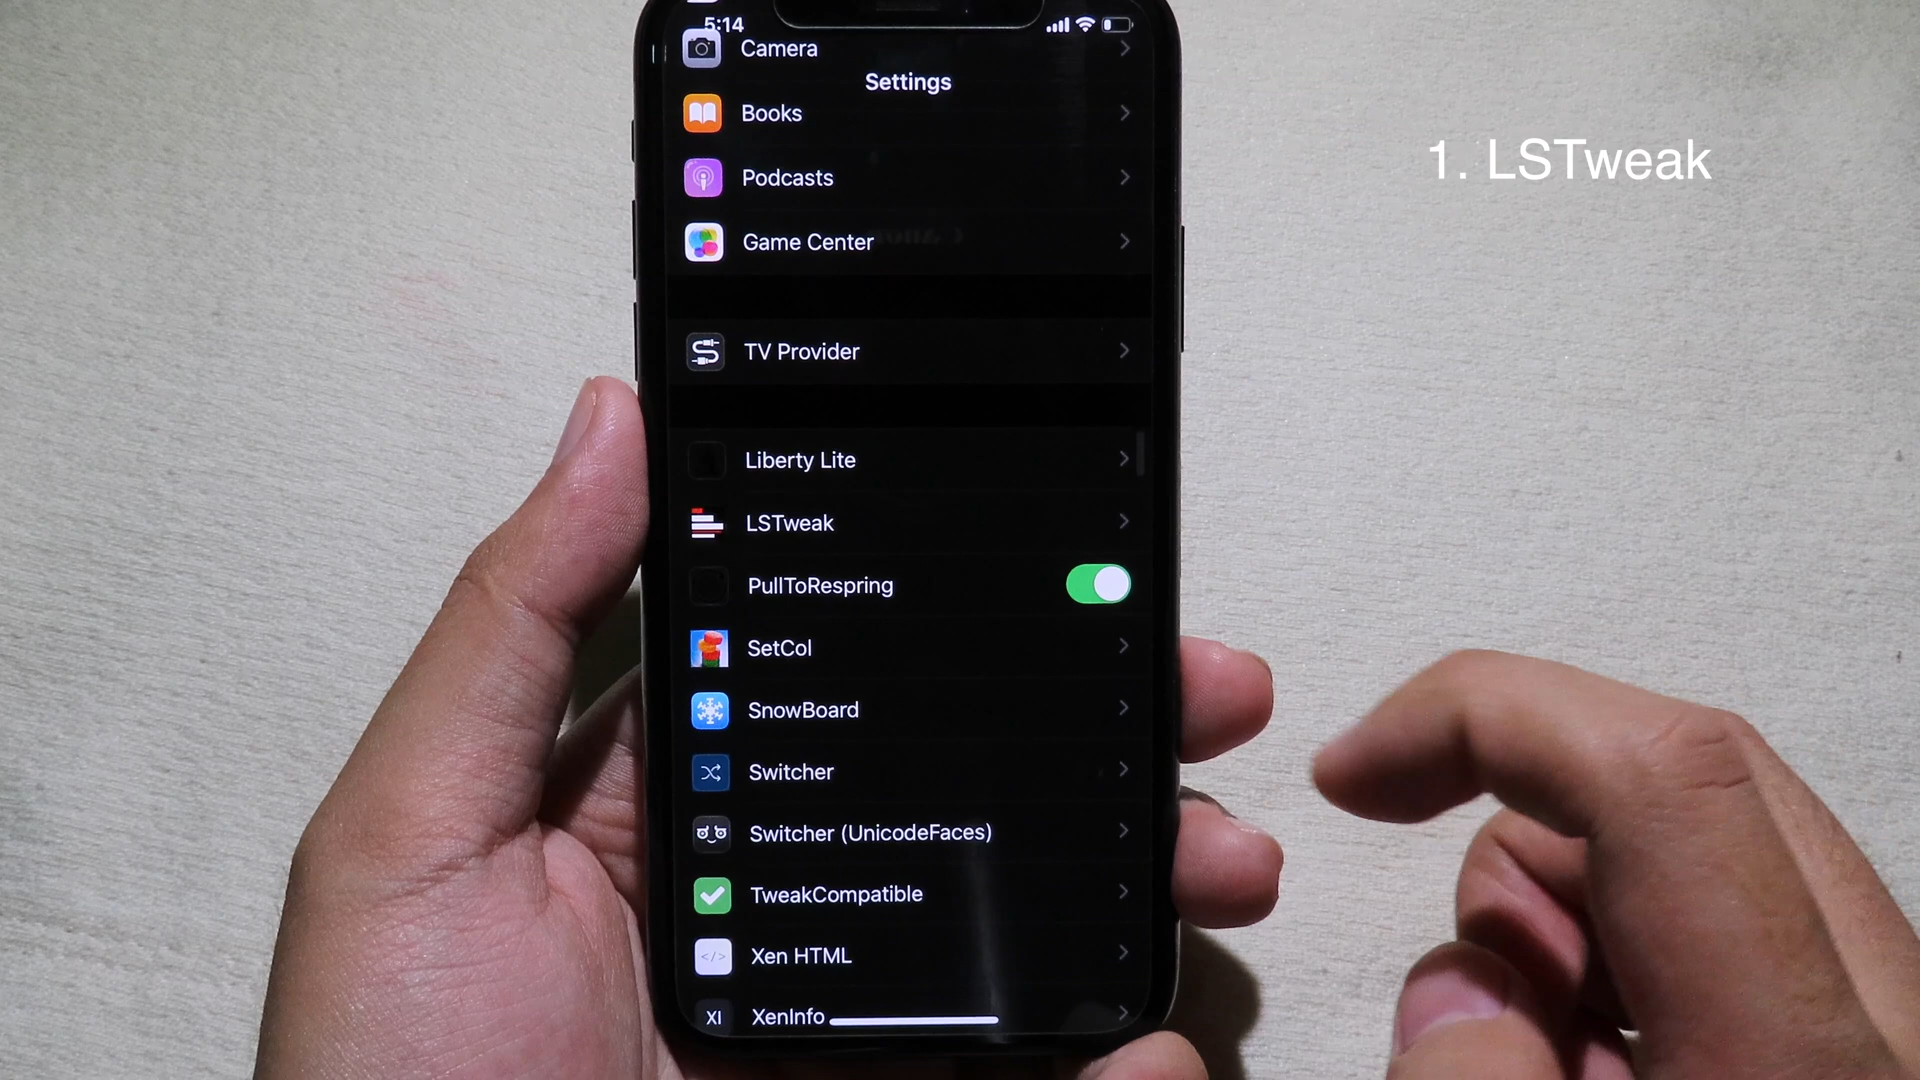 5:14
Camera
Settings
Books
Podcasts
Game Center
TV Provider
Liberty Lite
LSTweak
PullToRespring
SetCol
SnowBoard
Switcher
Switcher (UnicodeFaces)
TweakCompatible
</> Xen HTML
XI XenInfo
1. LSTweak